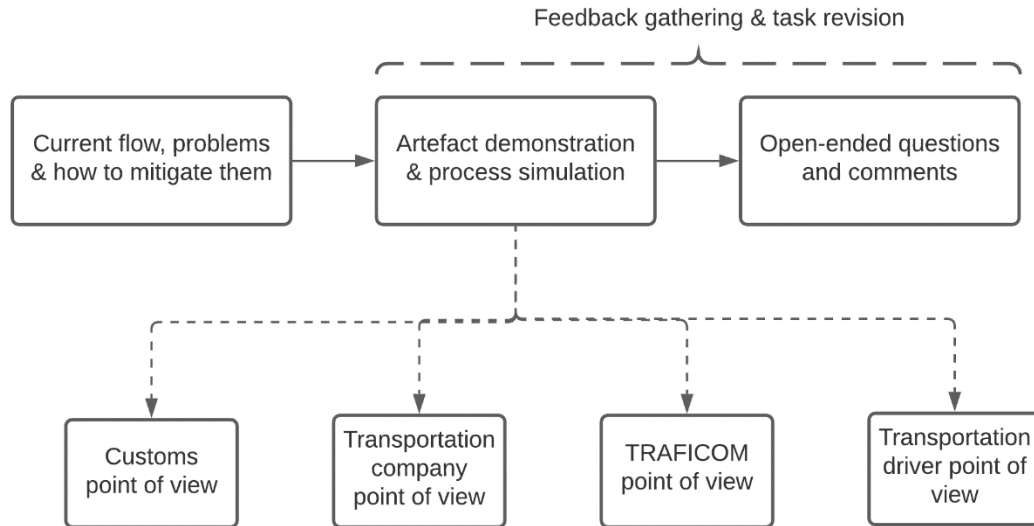 Feedback gathering & task revision
Current flow, problems
& how to mitigate them
Artefact demonstration
& process simulation
Open-ended questions
and comments
Customs
point of view
Transportation
company
point of view
TRAFICOM
point of view
Transportation
driver point of
view